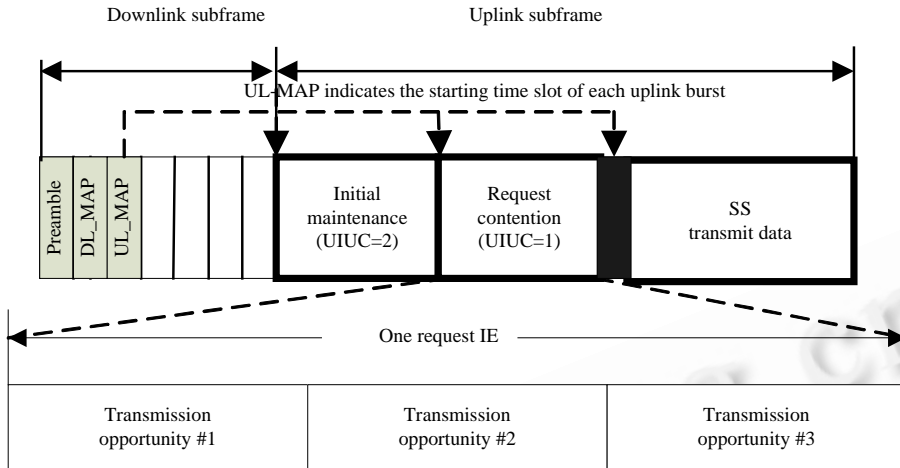 Downlink subframe
Uplink subframe
UL-MAP indicates the starting time slot of each uplink burst
Preamble
DL_MAP
UL_MAP
Initial
maintenance
(UIUC=2)
Request
contention
(UIUC=1)
SS
transmit data
One request IE
Transmission
opportunity #1
Transmission
opportunity #2
Transmission
opportunity #3